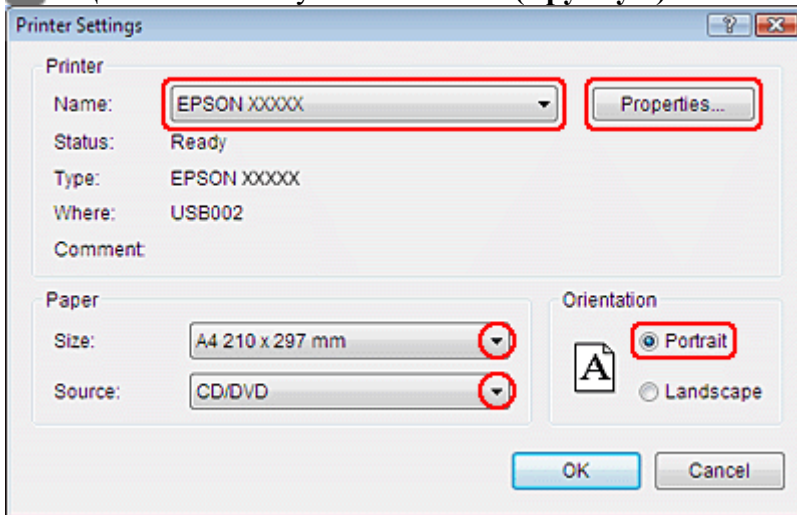 Printer Settings
Printer
Name: EPSON XXXXX Properties...
Status: Ready
Type: EPSON XXXXX
Where: USB002
Comment:
Paper
Size: A4 210 x 297 mm
Source: CD/DVD
Orientation
A
Portrait
Landscape
OK Cancel